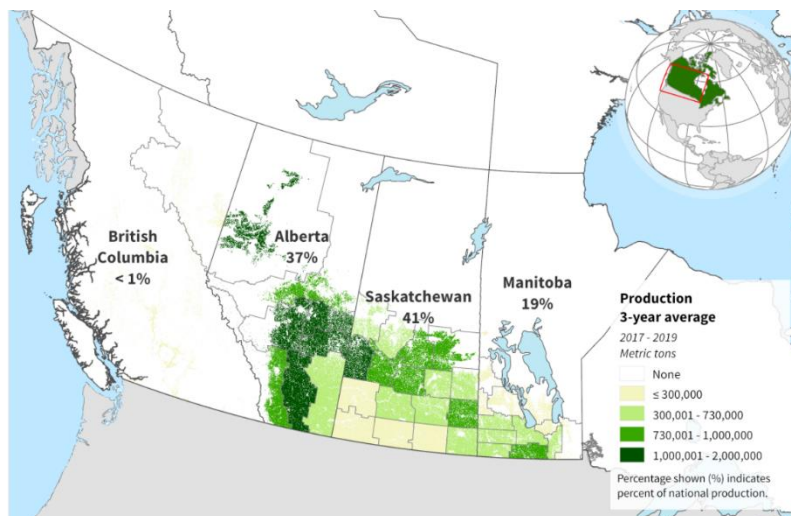 British
Columbia
< 1%
Alberta
37%
Saskatchewan
41%
Manitoba
19%
Production
3-year average
2017 - 2019
Metric tons
None
≤ 300,000
300,001 - 730,000
730,001 - 1,000,000
1,000,001 - 2,000,000
Percentage shown (%) indicates
percent of national production.